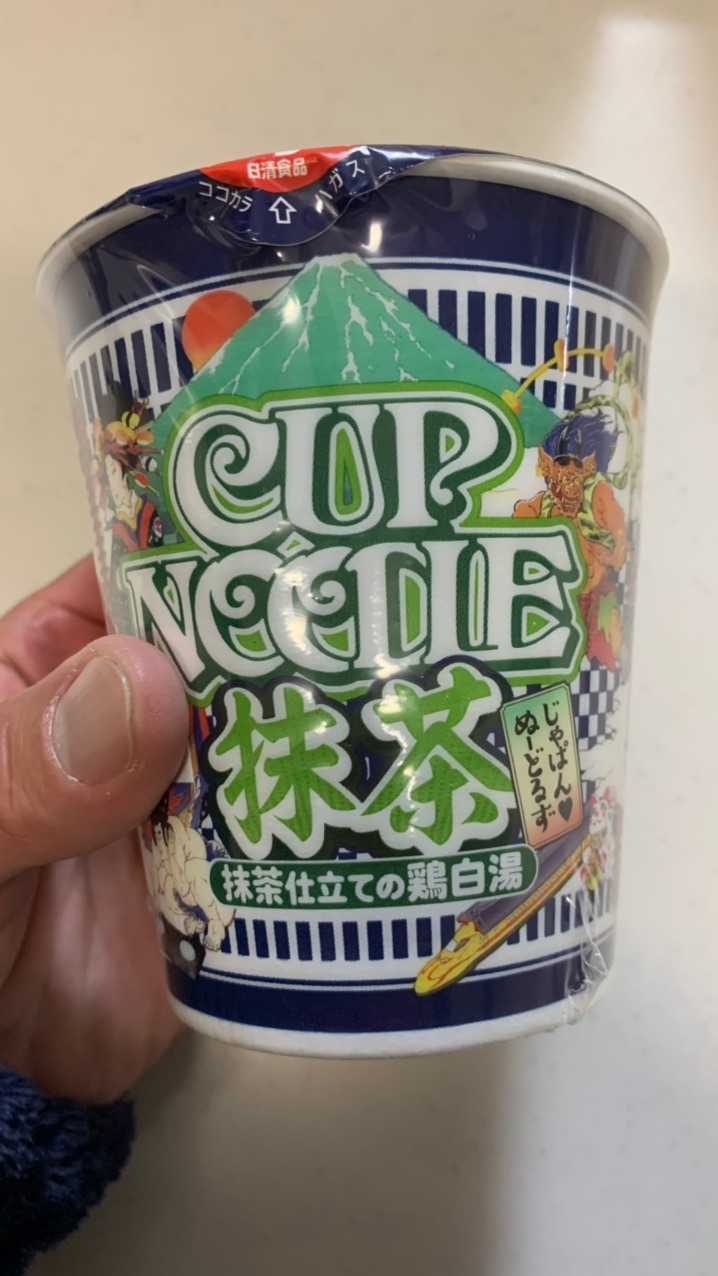 日清食品
ココカラ ハガス
CUP
NOODLE
抹茶
じゃぱん♥
ぬーどるず
抹茶仕立ての鶏白湯